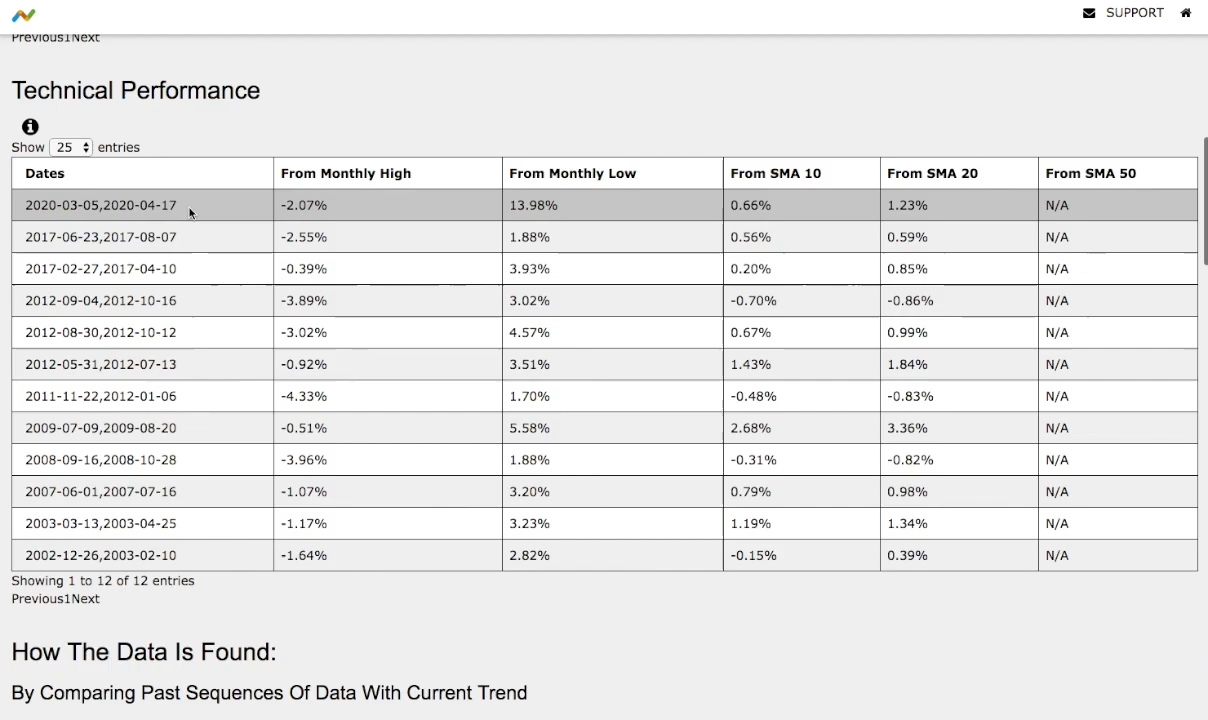 SUPPORT
Previous1Next
Technical Performance
Show 25 entries
Dates From Monthly High From Monthly Low From SMA 10 From SMA 20 From SMA 50
2020-03-05,2020-04-17 -2.07% 13.98% 0.66% 1.23% N/A
2017-06-23,2017-08-07 -2.55% 1.88% 0.56% 0.59% N/A
2017-02-27,2017-04-10 -0.39% 3.93% 0.20% 0.85% N/A
2012-09-04,2012-10-16 -3.89% 3.02% -0.70% -0.86% N/A
2012-08-30,2012-10-12 -3.02% 4.57% 0.67% 0.99% N/A
2012-05-31,2012-07-13 -0.92% 3.51% 1.43% 1.84% N/A
2011-11-22,2012-01-06 -4.33% 1.70% -0.48% -0.83% N/A
2009-07-09,2009-08-20 -0.51% 5.58% 2.68% 3.36% N/A
2008-09-16,2008-10-28 -3.96% 1.88% -0.31% -0.82% N/A
2007-06-01,2007-07-16 -1.07% 3.20% 0.79% 0.98% N/A
2003-03-13,2003-04-25 -1.17% 3.23% 1.19% 1.34% N/A
2002-12-26,2003-02-10 -1.64% 2.82% -0.15% 0.39% N/A
Showing 1 to 12 of 12 entries
Previous1Next
How The Data Is Found:
By Comparing Past Sequences Of Data With Current Trend